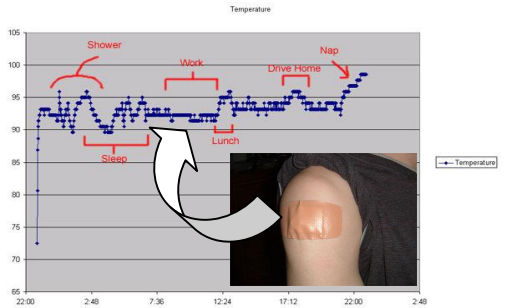 Temperature
105
100
95
90
85
80
75
70
65
Shower
Sleep
Work
Lunch
Drive Home
Nap
Temperature
22:00
2:48
7:36
12:24
17:12
22:00
2:48